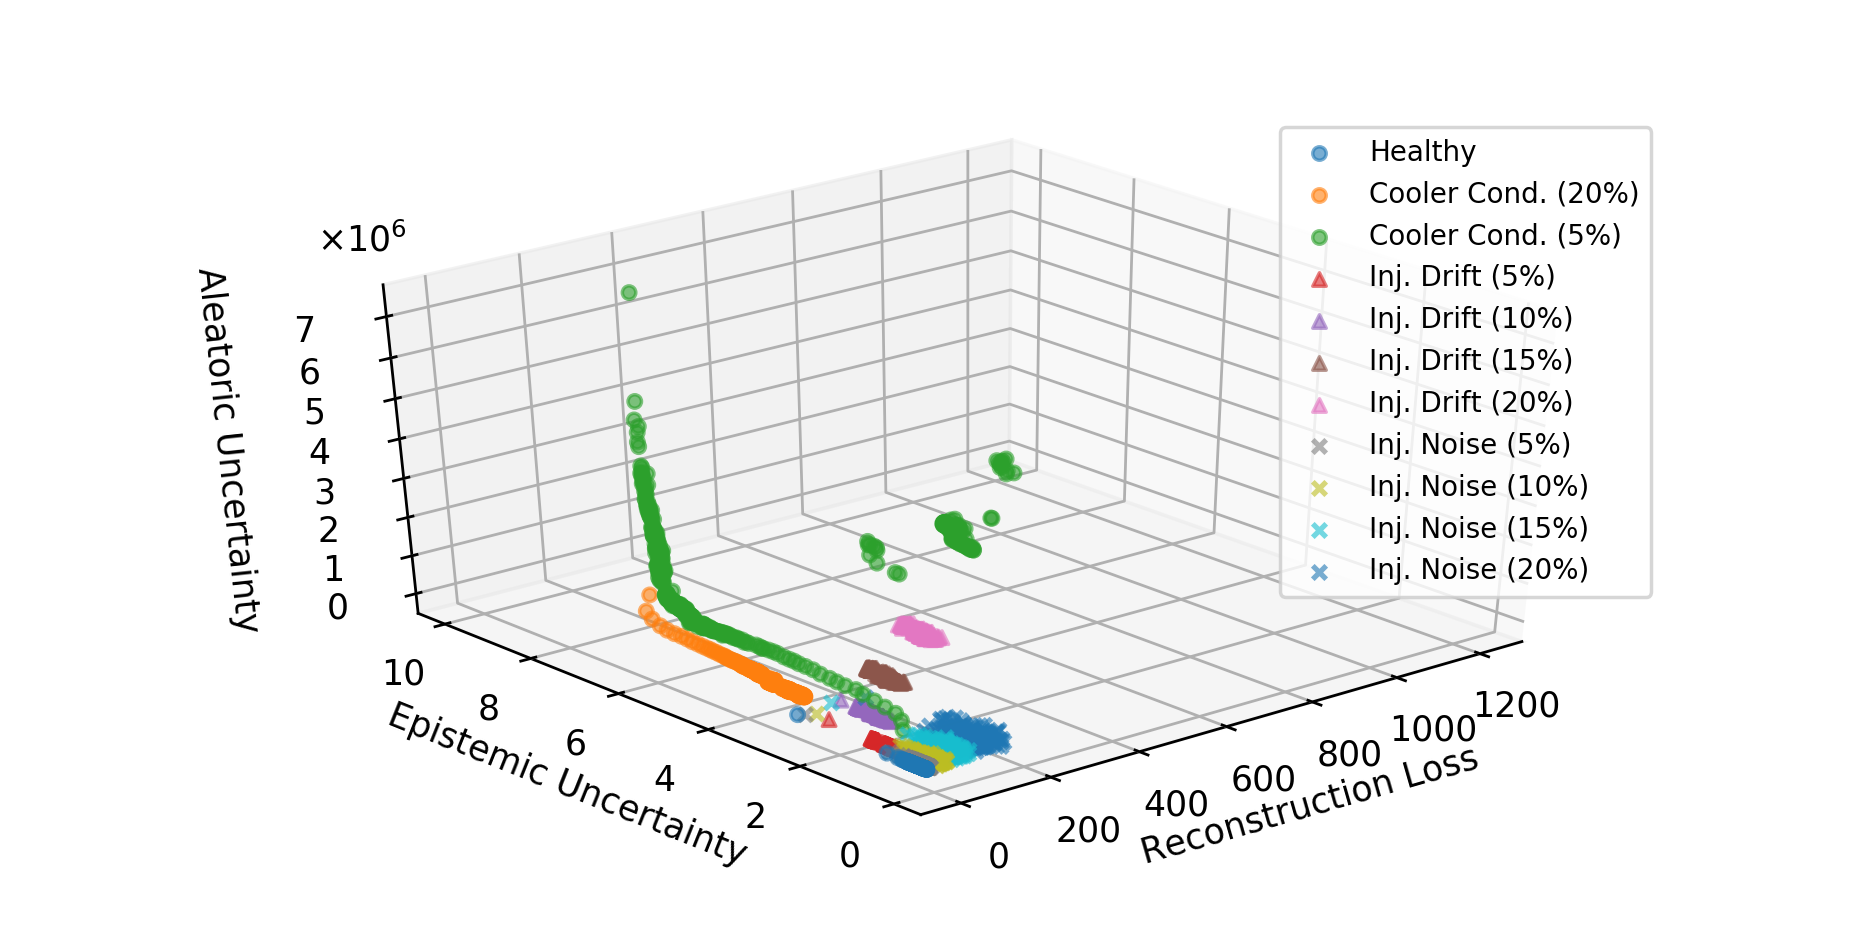 ×10⁶
Aleatoric Uncertainty
7
6
5
4
3
2
1
0
10
8
6
4
2
0
Epistemic Uncertainty
0
200
400
600
800
1000
1200
Reconstruction Loss
Healthy
Cooler Cond. (20%)
Cooler Cond. (5%)
Inj. Drift (5%)
Inj. Drift (10%)
Inj. Drift (15%)
Inj. Drift (20%)
Inj. Noise (5%)
Inj. Noise (10%)
Inj. Noise (15%)
Inj. Noise (20%)